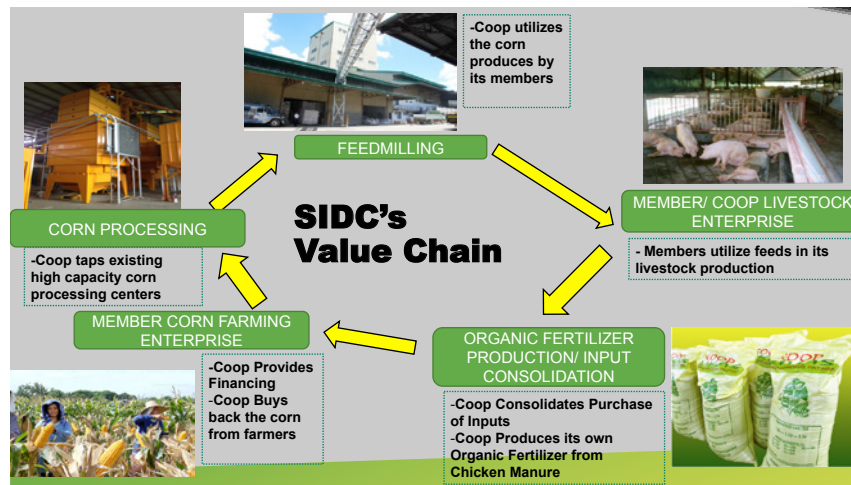 -Coop utilizes
the corn
produces by
its members
FEEDMILLING
MEMBER/ COOP LIVESTOCK
ENTERPRISE
- Members utilize feeds in its
livestock production
CORN PROCESSING
-Coop taps existing
high capacity corn
processing centers
SIDC's
Value Chain
MEMBER CORN FARMING
ENTERPRISE
-Coop Provides
Financing
-Coop Buys
back the corn
from farmers
ORGANIC FERTILIZER
PRODUCTION/ INPUT
CONSOLIDATION
-Coop Consolidates Purchase
of Inputs
-Coop Produces its own
Organic Fertilizer from
Chicken Manure
COOP